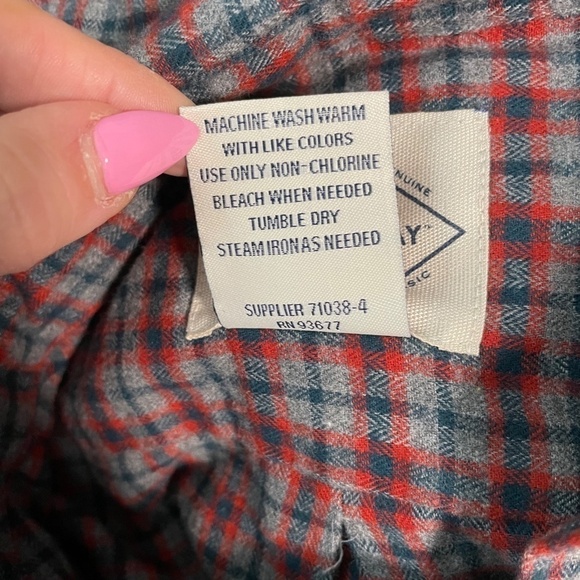 MACHINE WASH WARM
WITH LIKE COLORS
USE ONLY NON-CHLORINE
BLEACH WHEN NEEDED
TUMBLE DRY
STEAM IRON AS NEEDED
SUPPLIER 71038-4
RN 93677